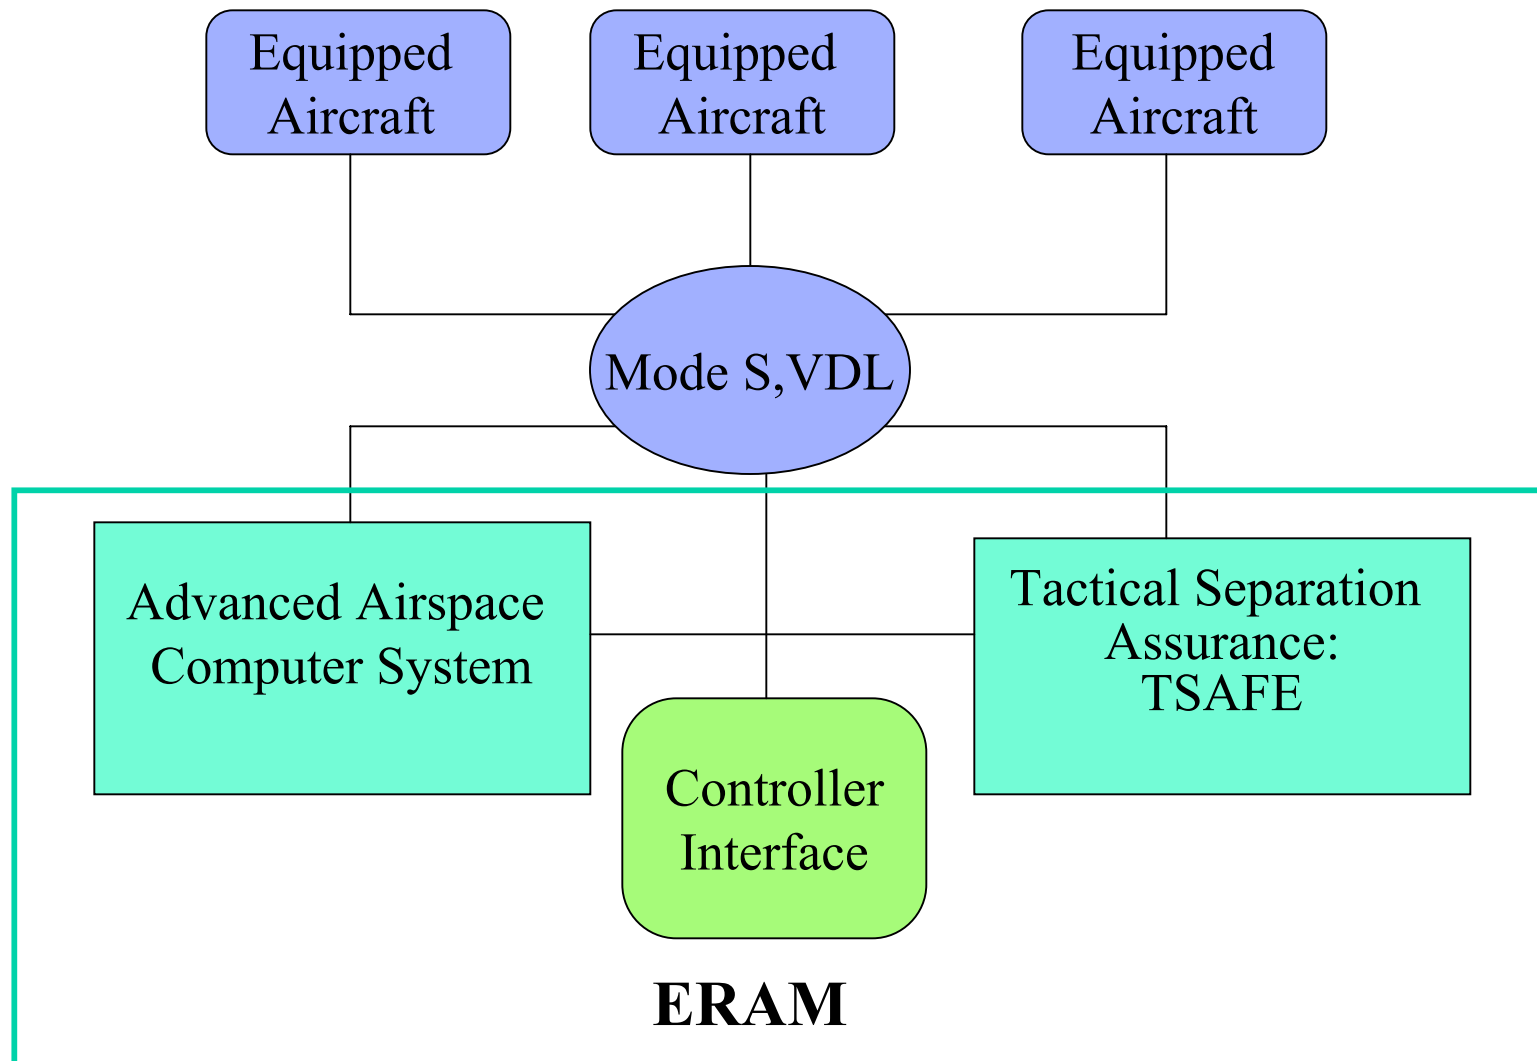 Equipped
Aircraft
Equipped
Aircraft
Equipped
Aircraft
Mode S,VDL
Advanced Airspace
Computer System
Tactical Separation
Assurance:
TSAFE
Controller
Interface
ERAM